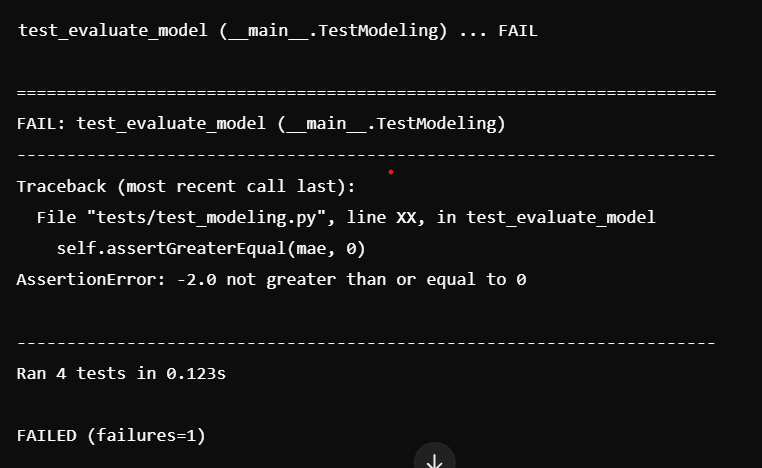 test_evaluate_model (__main__.TestModeling) ... FAIL
======================================================================
FAIL: test_evaluate_model (__main__.TestModeling)
----------------------------------------------------------------------
Traceback (most recent call last):
  File "tests/test_modeling.py", line XX, in test_evaluate_model
    self.assertGreaterEqual(mae, 0)
AssertionError: -2.0 not greater than or equal to 0
----------------------------------------------------------------------
Ran 4 tests in 0.123s
FAILED (failures=1)